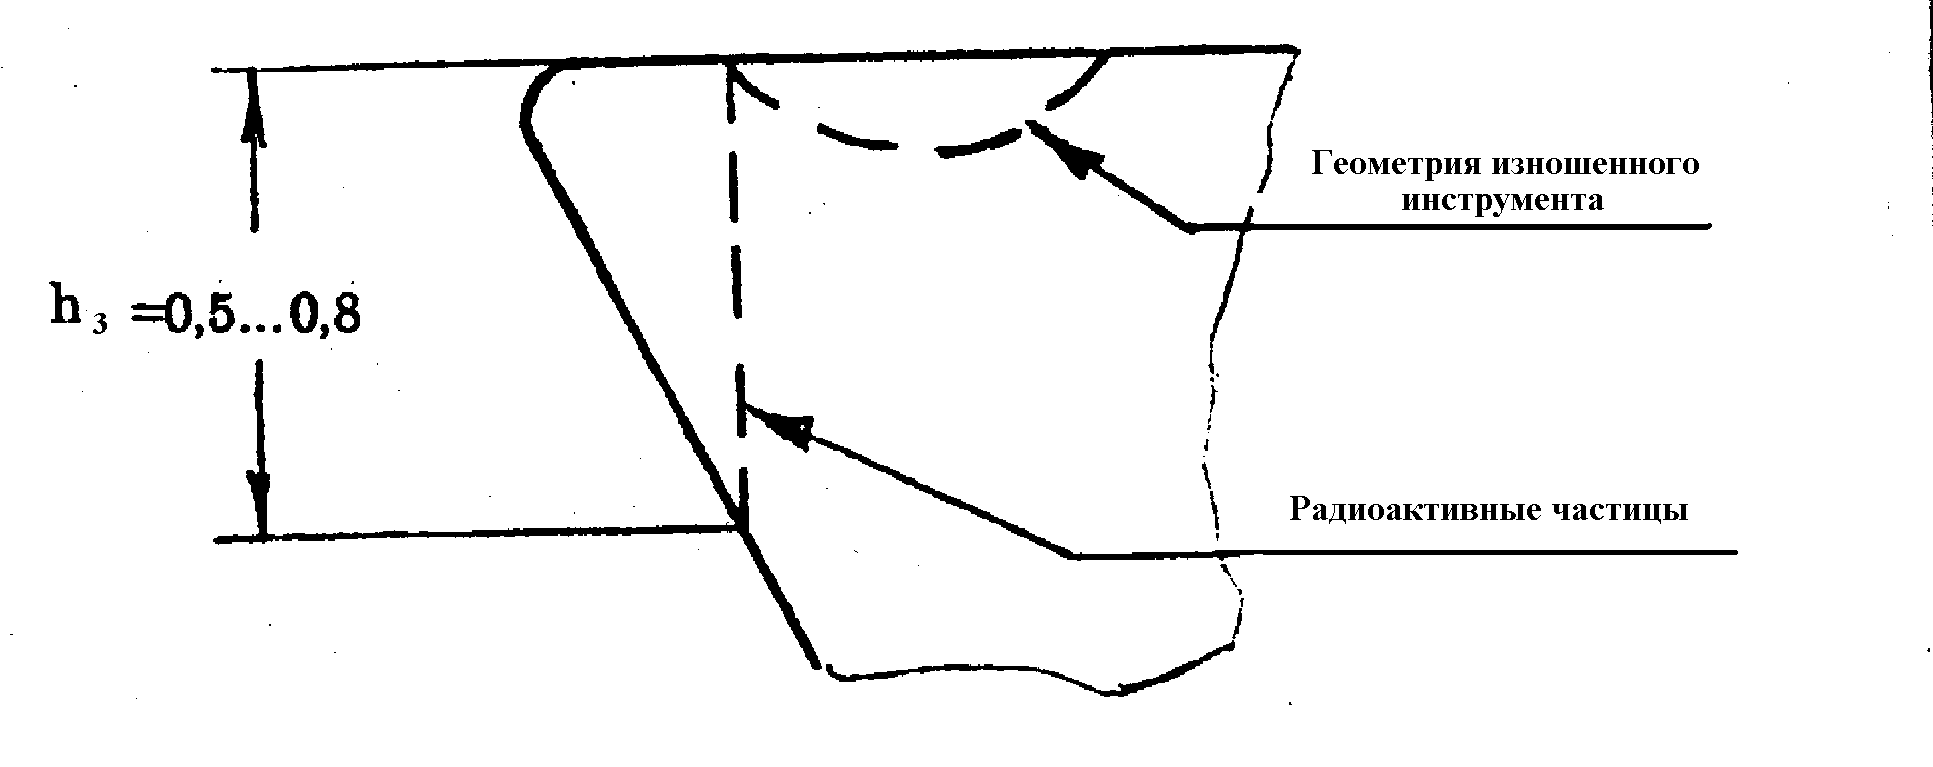 Геометрия изношенного
инструмента
h з =0,5...0,8
Радиоактивные частицы